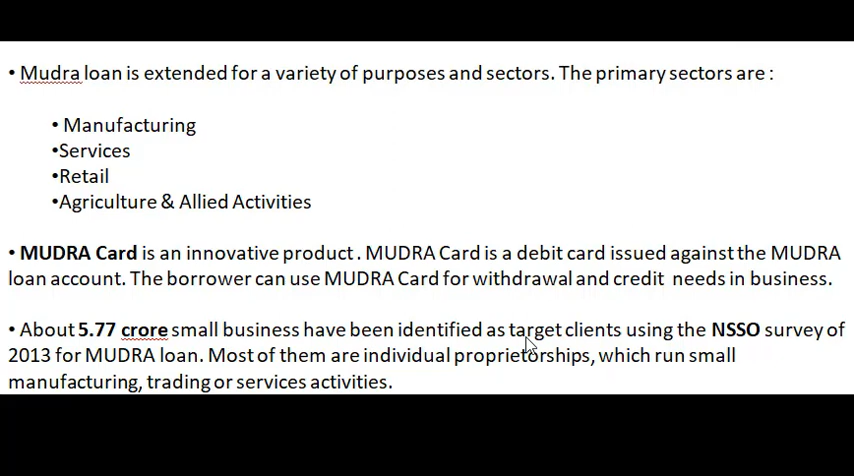 • Mudra loan is extended for a variety of purposes and sectors. The primary sectors are :
• Manufacturing
•Services
•Retail
•Agriculture & Allied Activities
• MUDRA Card is an innovative product . MUDRA Card is a debit card issued against the MUDRA
loan account. The borrower can use MUDRA Card for withdrawal and credit needs in business.
• About 5.77 crore small business have been identified as target clients using the NSSO survey of
2013 for MUDRA loan. Most of them are individual proprietorships, which run small
manufacturing, trading or services activities.